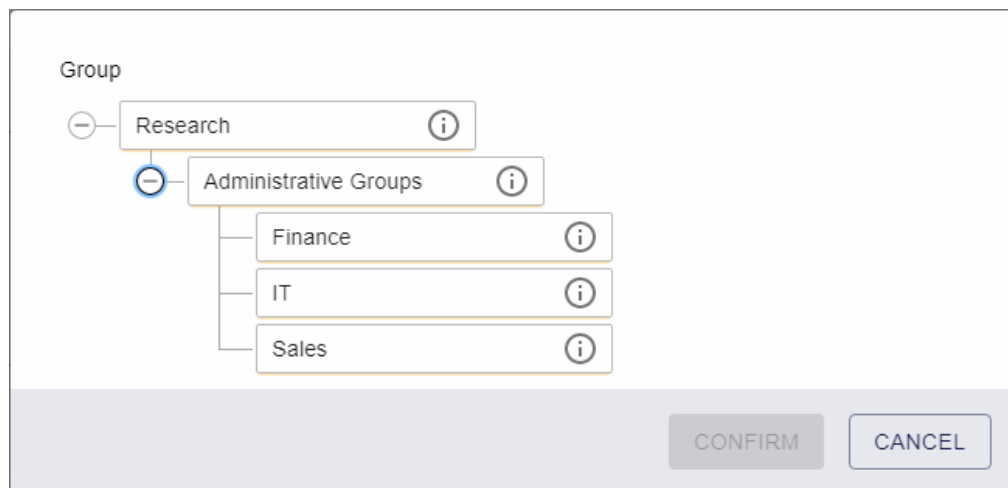 Group
Research
Administrative Groups
Finance
IT
Sales
CONFIRM CANCEL